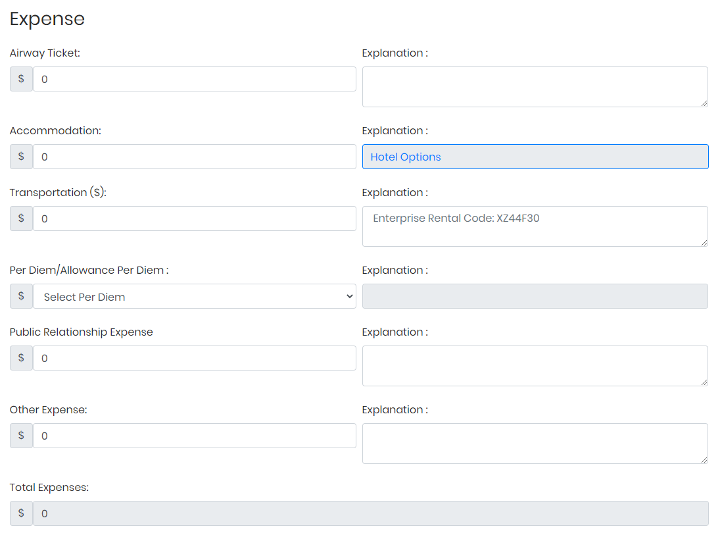 Expense
Airway Ticket: Explanation :
$ 0
Accommodation: Explanation :
$ 0 Hotel Options
Transportation ($): Explanation :
$ 0 Enterprise Rental Code: XZ44F30
Per Diem/Allowance Per Diem : Explanation :
$ Select Per Diem
Public Relationship Expense Explanation :
$ 0
Other Expense: Explanation :
$ 0
Total Expenses:
$ 0